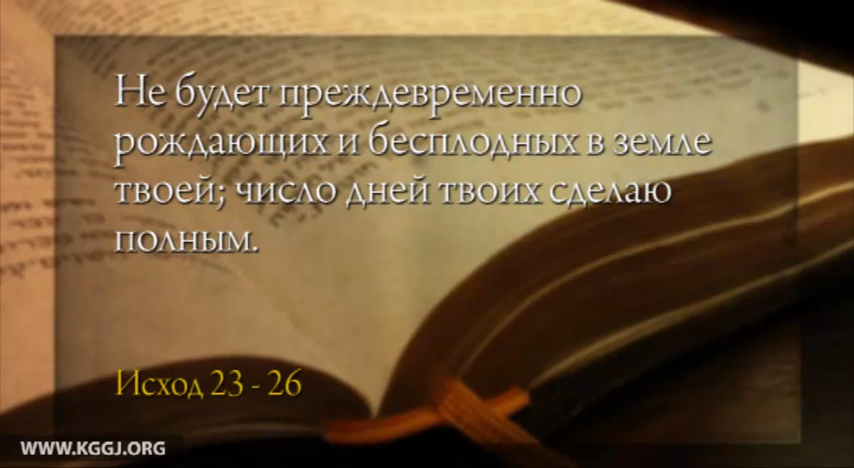 Не будет преждевременно
рождающих и бесплодных в земле
твоей; число дней твоих сделаю
полным.
Исход 23 - 26
WWW.KGGJ.ORG